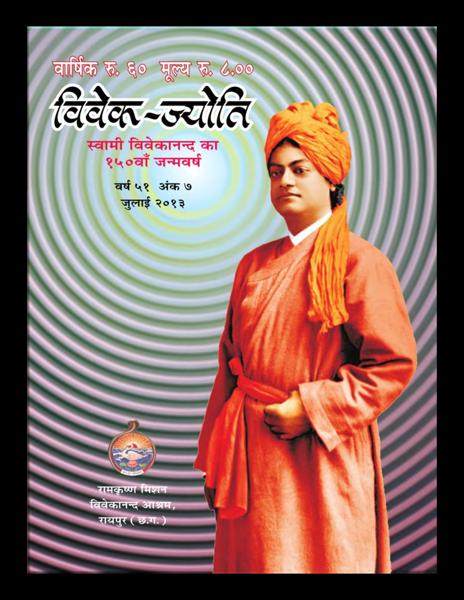 वार्षिक रु. ६० मूल्य रु. ८.००
विवेक-ज्योति
स्वामी विवेकानन्द का
१५०वाँ जन्मवर्ष
वर्ष ५१ अंक ७
जुलाई २०१३
रामकृष्ण मिशन
विवेकानन्द आश्रम,
रायपुर (छ.ग.)